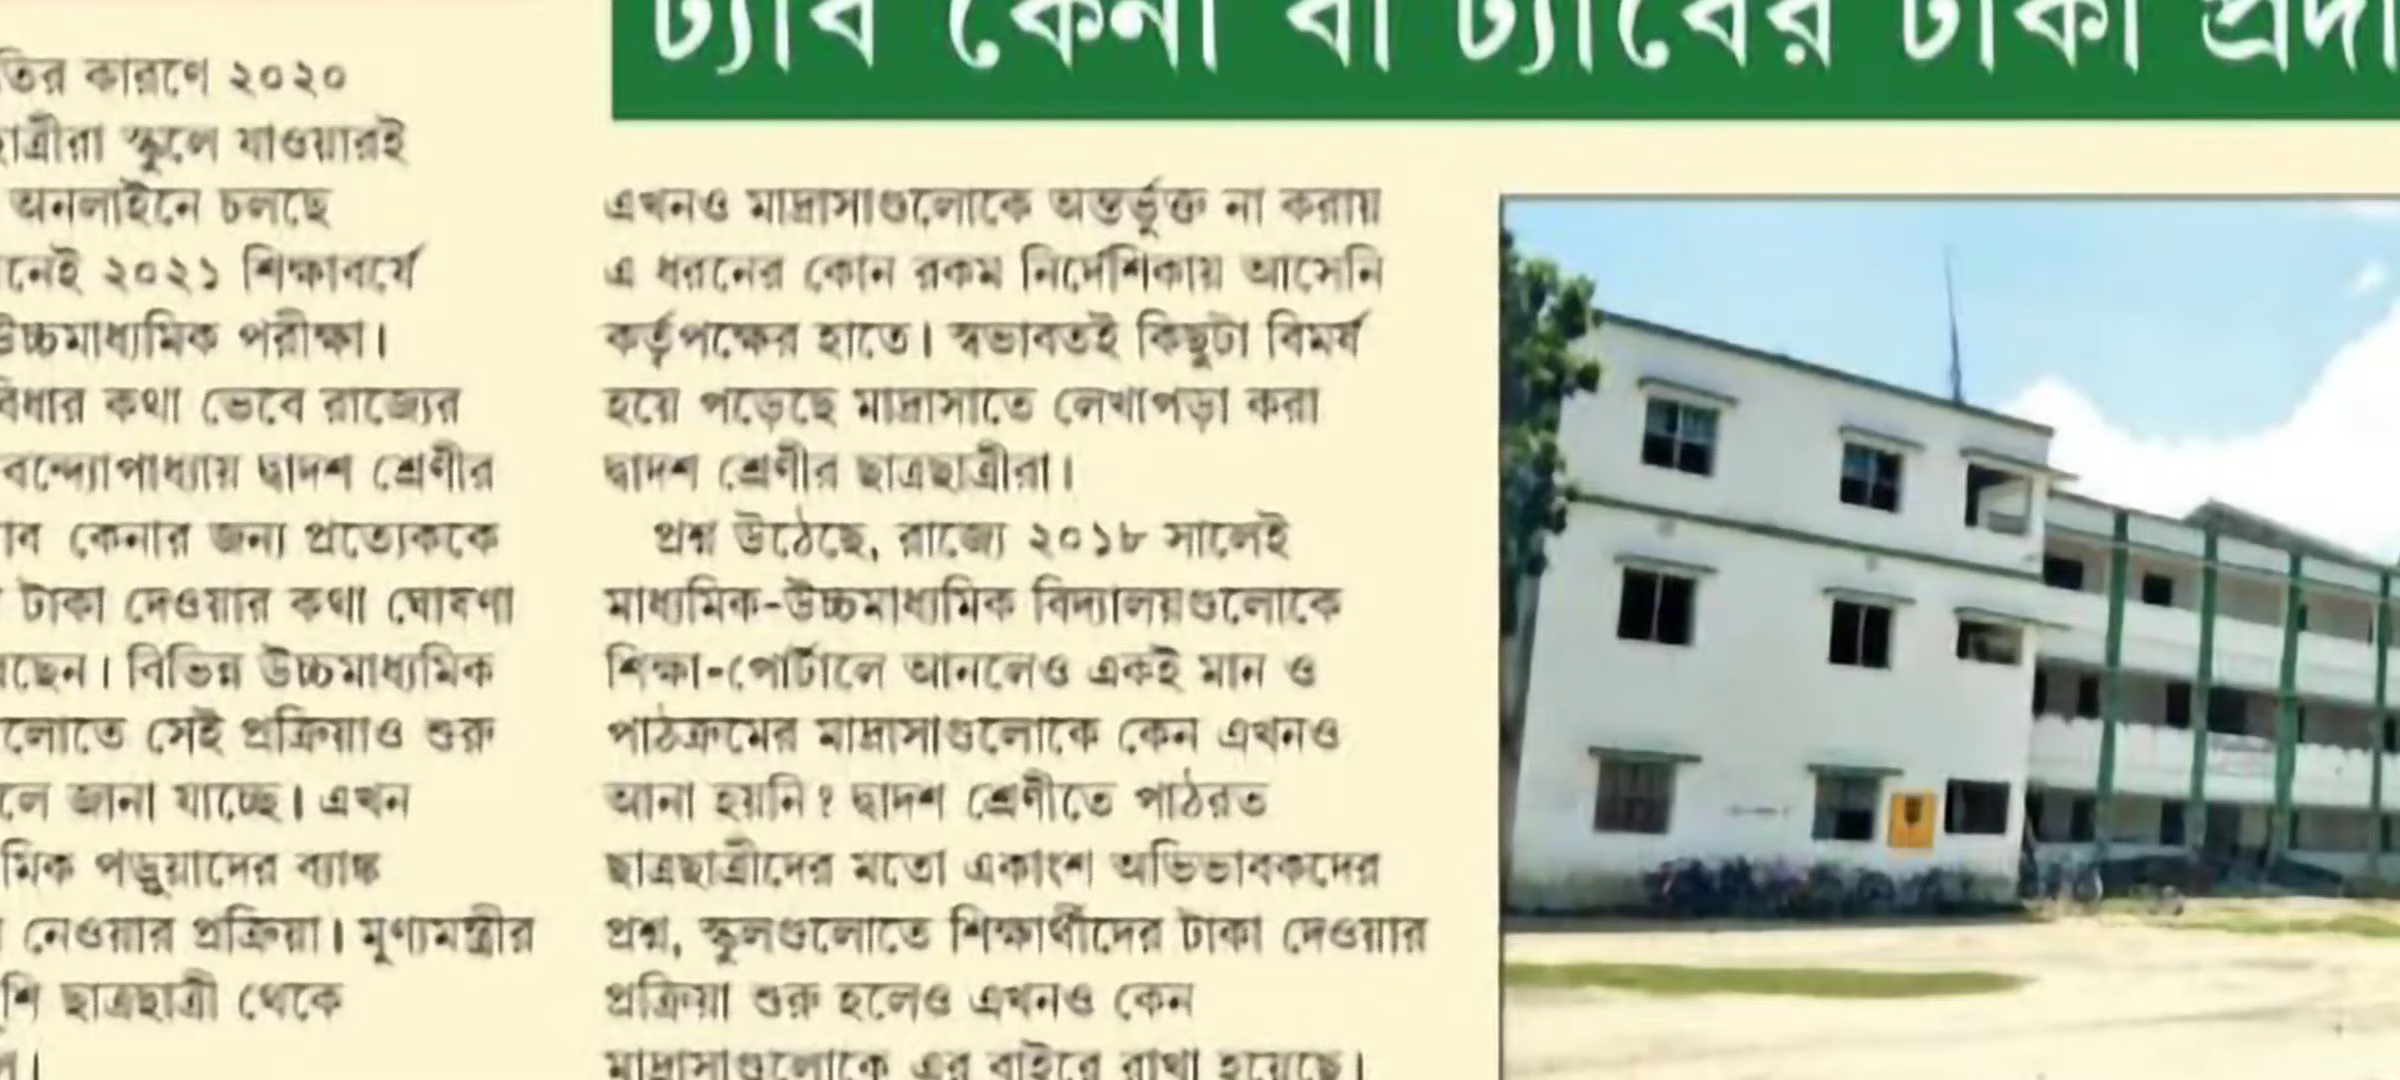 ট্যাব কেনা বা ট্যাবের টাকা
কারণে ২০২০
স্কুলে যাওয়ারই
অনলাইনে চলছে
২০২১ শিক্ষাবর্ষে
উচ্চমাধ্যমিক পরীক্ষা।
কথা ভেবে রাজ্যের
বন্দ্যোপাধ্যায় দ্বাদশ শ্রেণীর
কেনার জন্য প্রত্যেককে
টাকা দেওয়ার কথা ঘোষণা
বিভিন্ন উচ্চমাধ্যমিক
সেই প্রক্রিয়াও শুরু
জানা যাচ্ছে। এখন
পড়ুয়াদের ব্যাঙ্ক
নেওয়ার প্রক্রিয়া। মুখ্যমন্ত্রীর
ছাত্রছাত্রী থেকে
এখনও মাদ্রাসাগুলোকে অন্তর্ভুক্ত না করায়
এ ধরনের কোন রকম নির্দেশিকায় আসেনি
কর্তৃপক্ষের হাতে। স্বভাবতই কিছুটা বিমর্ষ
হয়ে পড়েছে মাদ্রাসাতে লেখাপড়া করা
দ্বাদশ শ্রেণীর ছাত্রছাত্রীরা।
প্রশ্ন উঠেছে, রাজ্যে ২০১৮ সালেই
মাধ্যমিক-উচ্চমাধ্যমিক বিদ্যালয়গুলোকে
শিক্ষা-পোর্টালে আনলেও একই মান ও
পাঠক্রমের মাদ্রাসাগুলোকে কেন এখনও
আনা হয়নি? দ্বাদশ শ্রেণীতে পাঠরত
ছাত্রছাত্রীদের মতো একাংশ অভিভাবকদের
প্রশ্ন, স্কুলগুলোতে শিক্ষার্থীদের টাকা দেওয়ার
প্রক্রিয়া শুরু হলেও এখনও কেন
মাদ্রাসাগুলোকে এর বাইরে রাখা হয়েছে।